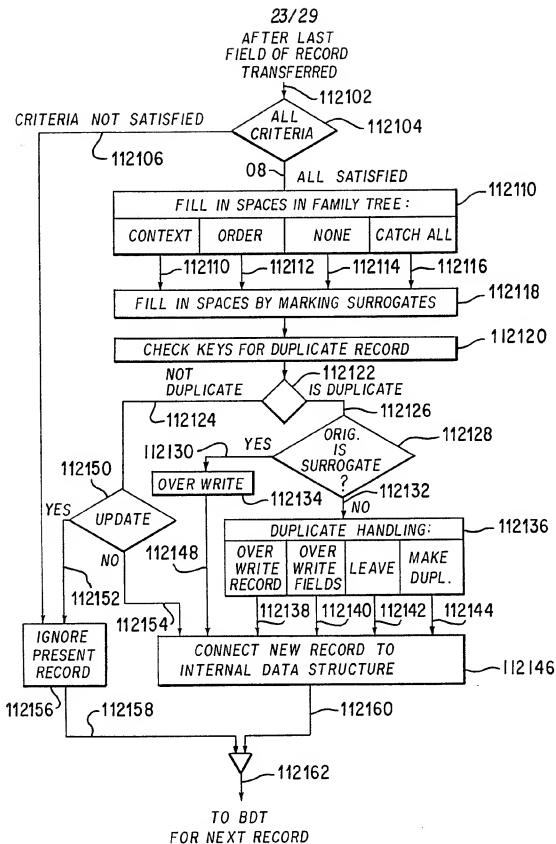 23/29
AFTER LAST
FIELD OF RECORD
TRANSFERRED
112102
CRITERIA NOT SATISFIED
ALL
CRITERIA
112104
112106
08
ALL SATISFIED
112110
FILL IN SPACES IN FAMILY TREE:
CONTEXT ORDER NONE CATCH ALL
112110 112112 112114 112116
FILL IN SPACES BY MARKING SURROGATES
112118
CHECK KEYS FOR DUPLICATE RECORD
112120
NOT
DUPLICATE
112122
IS DUPLICATE
112124
112126
112130
YES
ORIG.
IS
SURROGATE
?
112128
112150
OVER WRITE
112134
112132
NO
YES
UPDATE
NO
DUPLICATE HANDLING:
112136
OVER
WRITE
RECORD
OVER
WRITE
FIELDS
LEAVE
MAKE
DUPL.
112148
112152
112154
112138 112140 112142 112144
IGNORE
PRESENT
RECORD
CONNECT NEW RECORD TO
INTERNAL DATA STRUCTURE
112146
112156
112158
112160
112162
TO BDT
FOR NEXT RECORD